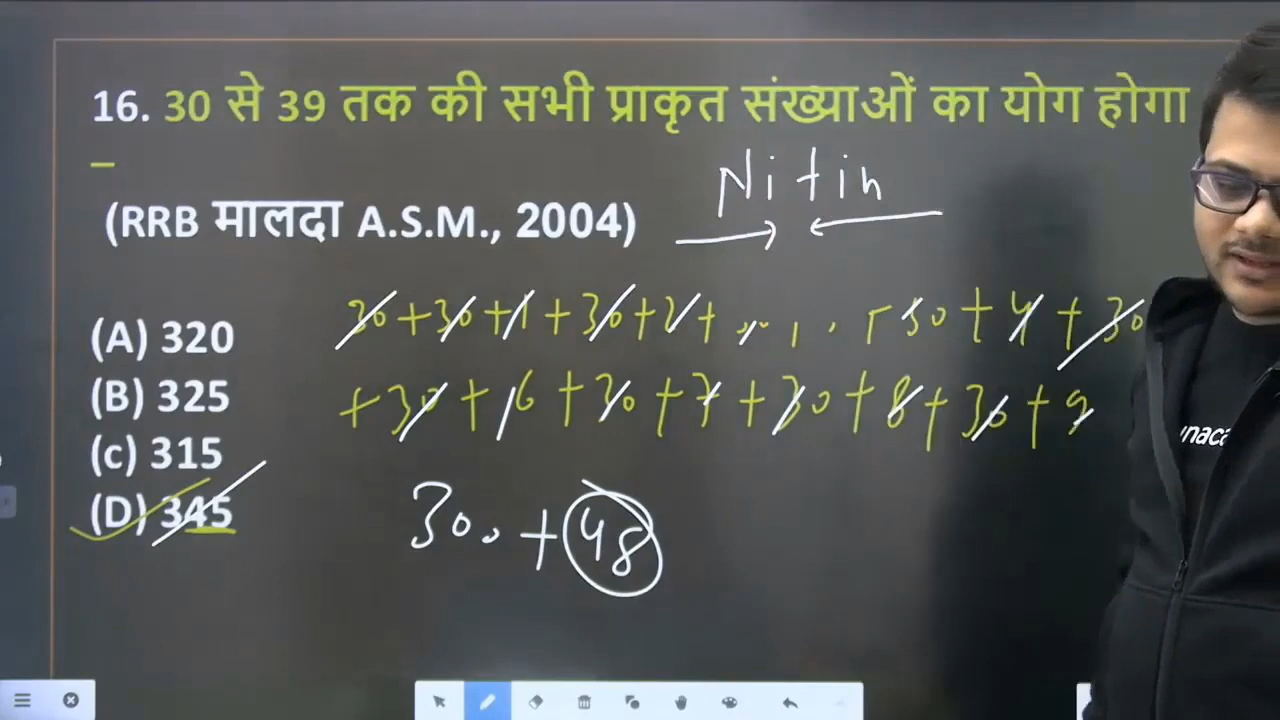 16. 30 से 39 तक की सभी प्राकृत संख्याओं का योग होगा
–
Nitin
(RRB मालदा A.S.M., 2004)
30+30+1+30+2+ 30+4+30
(A) 320
+30+6+30+7+30+8+30+9
(B) 325
unaca
(c) 315
(D) 345
300+48